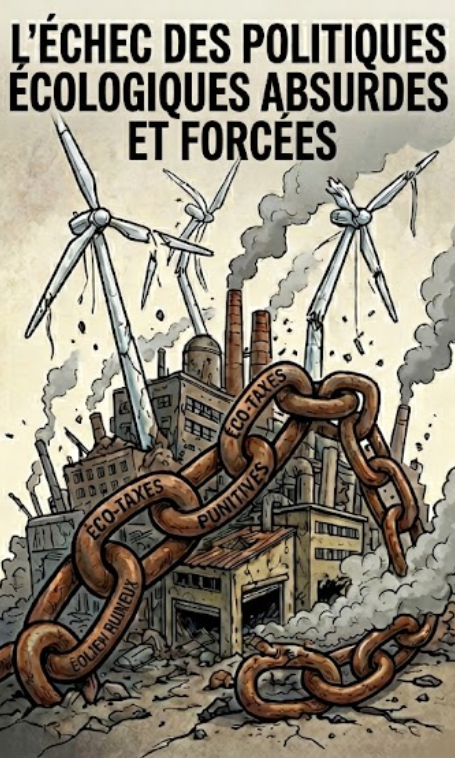 L'ÉCHEC DES POLITIQUES
ÉCOLOGIQUES ABSURDES
ET FORCÉES
ÉCO-TAXES
ÉCO-TAXES
PUNITIVES
ÉOLIEN RUINEUX